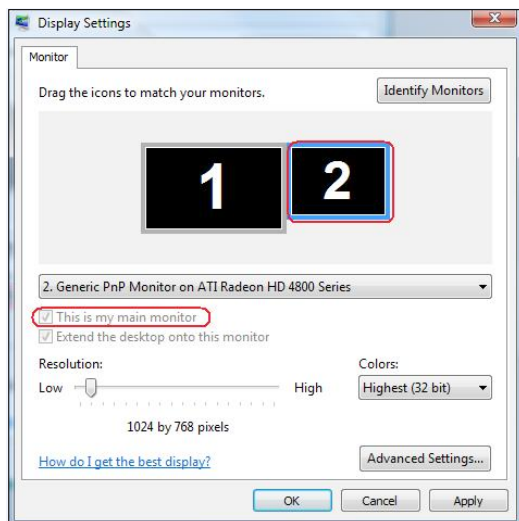 Display Settings
Monitor
Drag the icons to match your monitors.
Identify Monitors
1
2
2. Generic PnP Monitor on ATI Radeon HD 4800 Series
This is my main monitor
Extend the desktop onto this monitor
Resolution:
Colors:
Low
High
Highest (32 bit)
1024 by 768 pixels
How do I get the best display?
Advanced Settings...
OK
Cancel
Apply